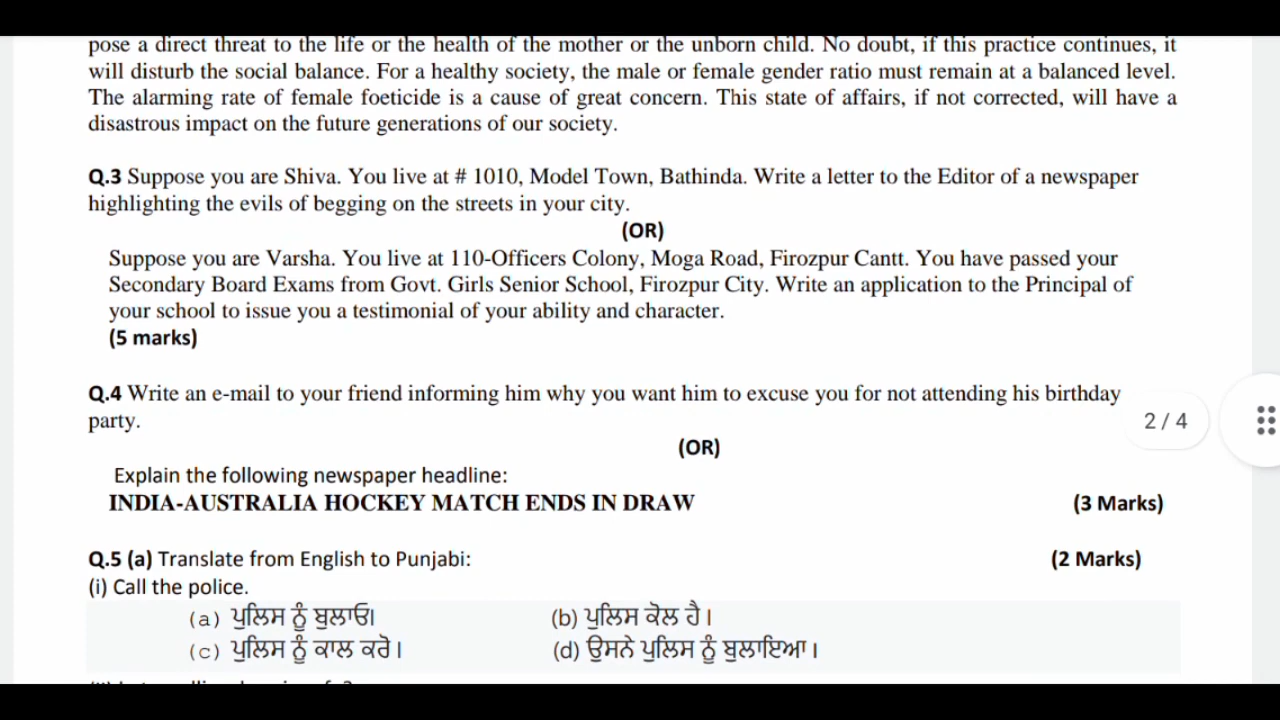 pose a direct threat to the life or the health of the mother or the unborn child. No doubt, if this practice continues, it
will disturb the social balance. For a healthy society, the male or female gender ratio must remain at a balanced level.
The alarming rate of female foeticide is a cause of great concern. This state of affairs, if not corrected, will have a
disastrous impact on the future generations of our society.
Q.3 Suppose you are Shiva. You live at # 1010, Model Town, Bathinda. Write a letter to the Editor of a newspaper
highlighting the evils of begging on the streets in your city.
(OR)
Suppose you are Varsha. You live at 110-Officers Colony, Moga Road, Firozpur Cantt. You have passed your
Secondary Board Exams from Govt. Girls Senior School, Firozpur City. Write an application to the Principal of
your school to issue you a testimonial of your ability and character.
(5 marks)
Q.4 Write an e-mail to your friend informing him why you want him to excuse you for not attending his birthday
party.
2 / 4
(OR)
Explain the following newspaper headline:
INDIA-AUSTRALIA HOCKEY MATCH ENDS IN DRAW (3 Marks)
Q.5 (a) Translate from English to Punjabi: (2 Marks)
(i) Call the police.
(a) ਪੁਲਿਸ ਨੂੰ ਬੁਲਾਓ। (b) ਪੁਲਿਸ ਕੋਲ ਹੈ।
(c) ਪੁਲਿਸ ਨੂੰ ਕਾਲ ਕਰੋ। (d) ਉਸਨੇ ਪੁਲਿਸ ਨੂੰ ਬੁਲਾਇਆ।